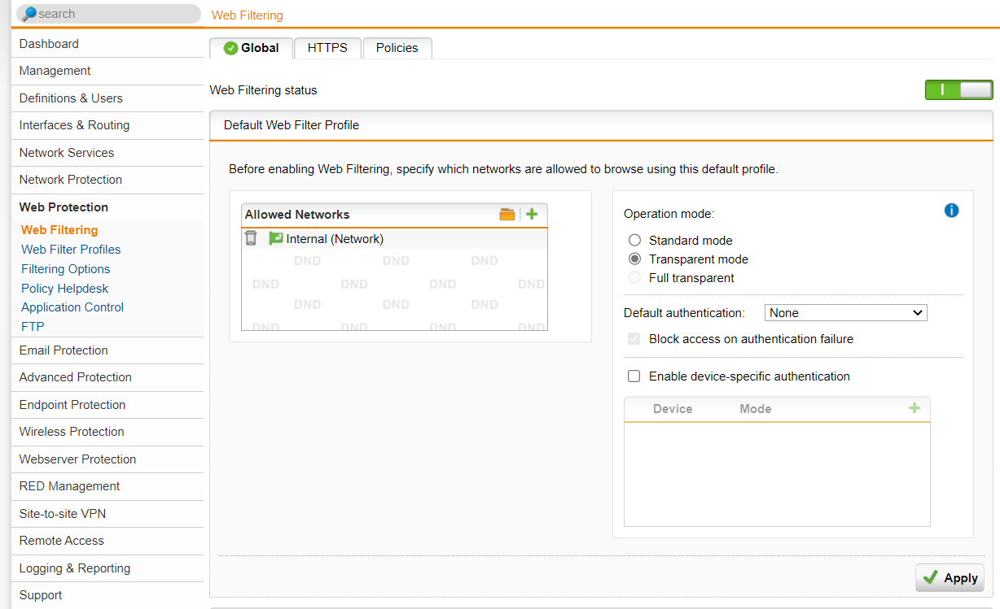 search
Web Filtering
Dashboard
Management
Definitions & Users
Interfaces & Routing
Network Services
Network Protection
Web Protection
Web Filtering
Web Filter Profiles
Filtering Options
Policy Helpdesk
Application Control
FTP
Email Protection
Advanced Protection
Endpoint Protection
Wireless Protection
Webserver Protection
RED Management
Site-to-site VPN
Remote Access
Logging & Reporting
Support
Global HTTPS Policies
Web Filtering status
Default Web Filter Profile
Before enabling Web Filtering, specify which networks are allowed to browse using this default profile.
Allowed Networks
Internal (Network)
DND DND DND
DND DND DND DND
DND DND DND
DND DND DND DND
Operation mode:
Standard mode
Transparent mode
Full transparent
Default authentication: None
Block access on authentication failure
Enable device-specific authentication
Device Mode
Apply